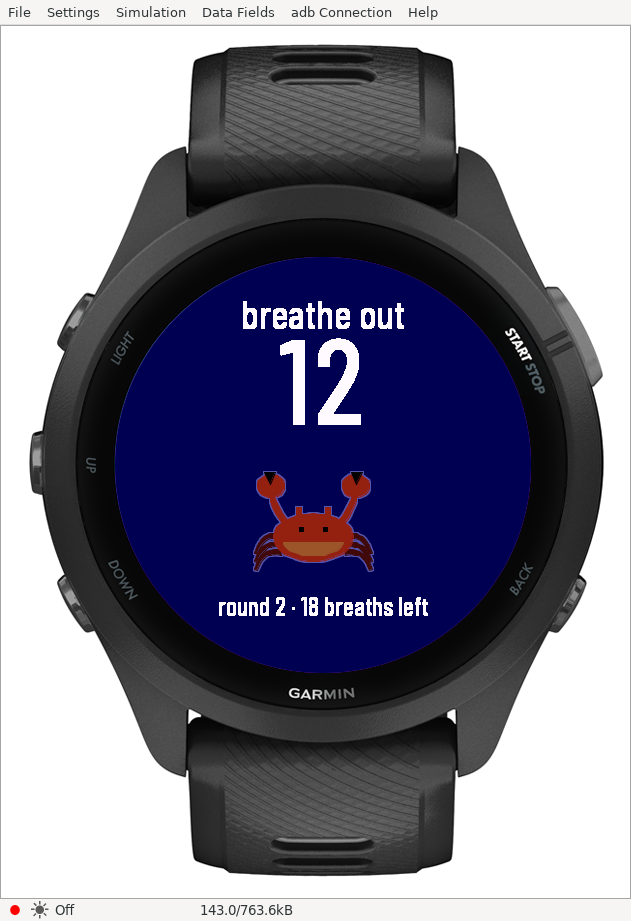 File Settings Simulation Data Fields adb Connection Help
LIGHT
START STOP
breathe out
12
UP
DOWN
BACK
round 2 · 18 breaths left
GARMIN
Off 143.0/763.6kB